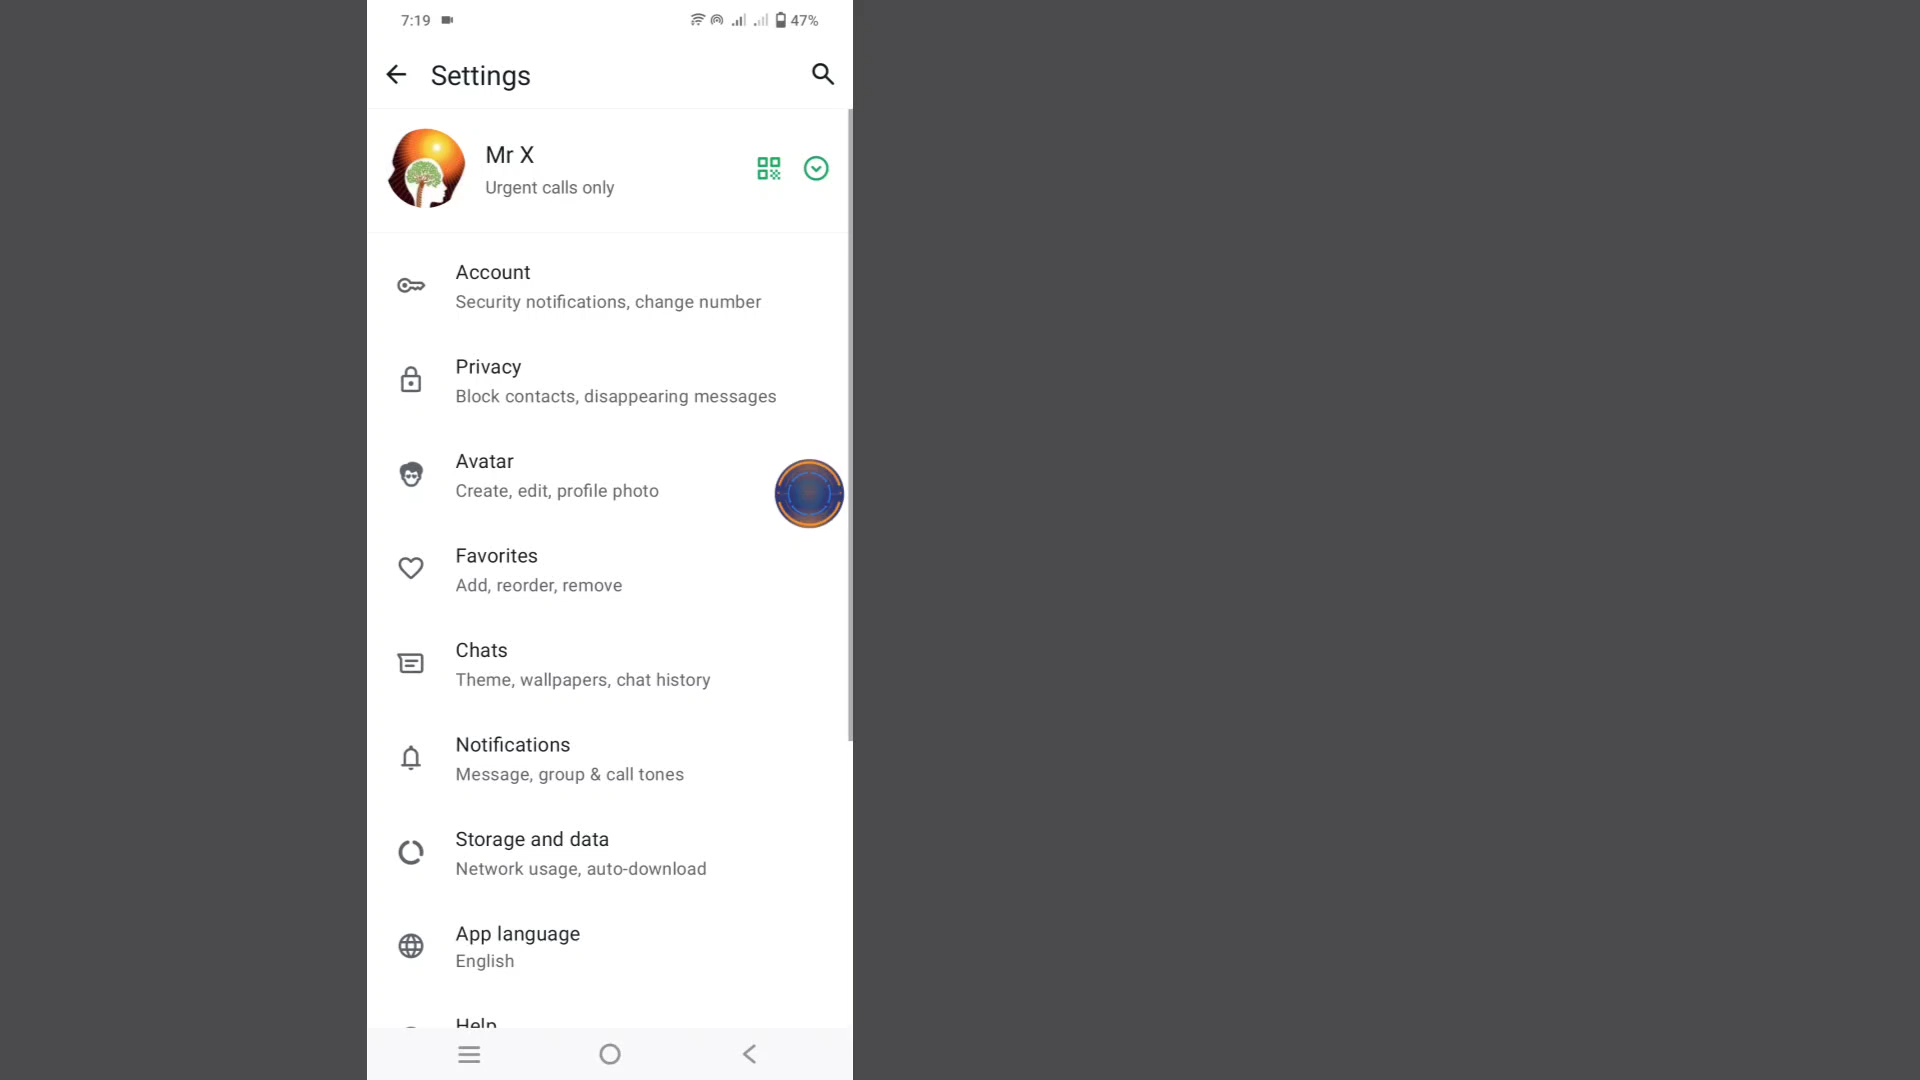 7:19
47%
Settings
Mr X
Urgent calls only
Account
Security notifications, change number
Privacy
Block contacts, disappearing messages
Avatar
Create, edit, profile photo
Favorites
Add, reorder, remove
Chats
Theme, wallpapers, chat history
Notifications
Message, group & call tones
Storage and data
Network usage, auto-download
App language
English
Help